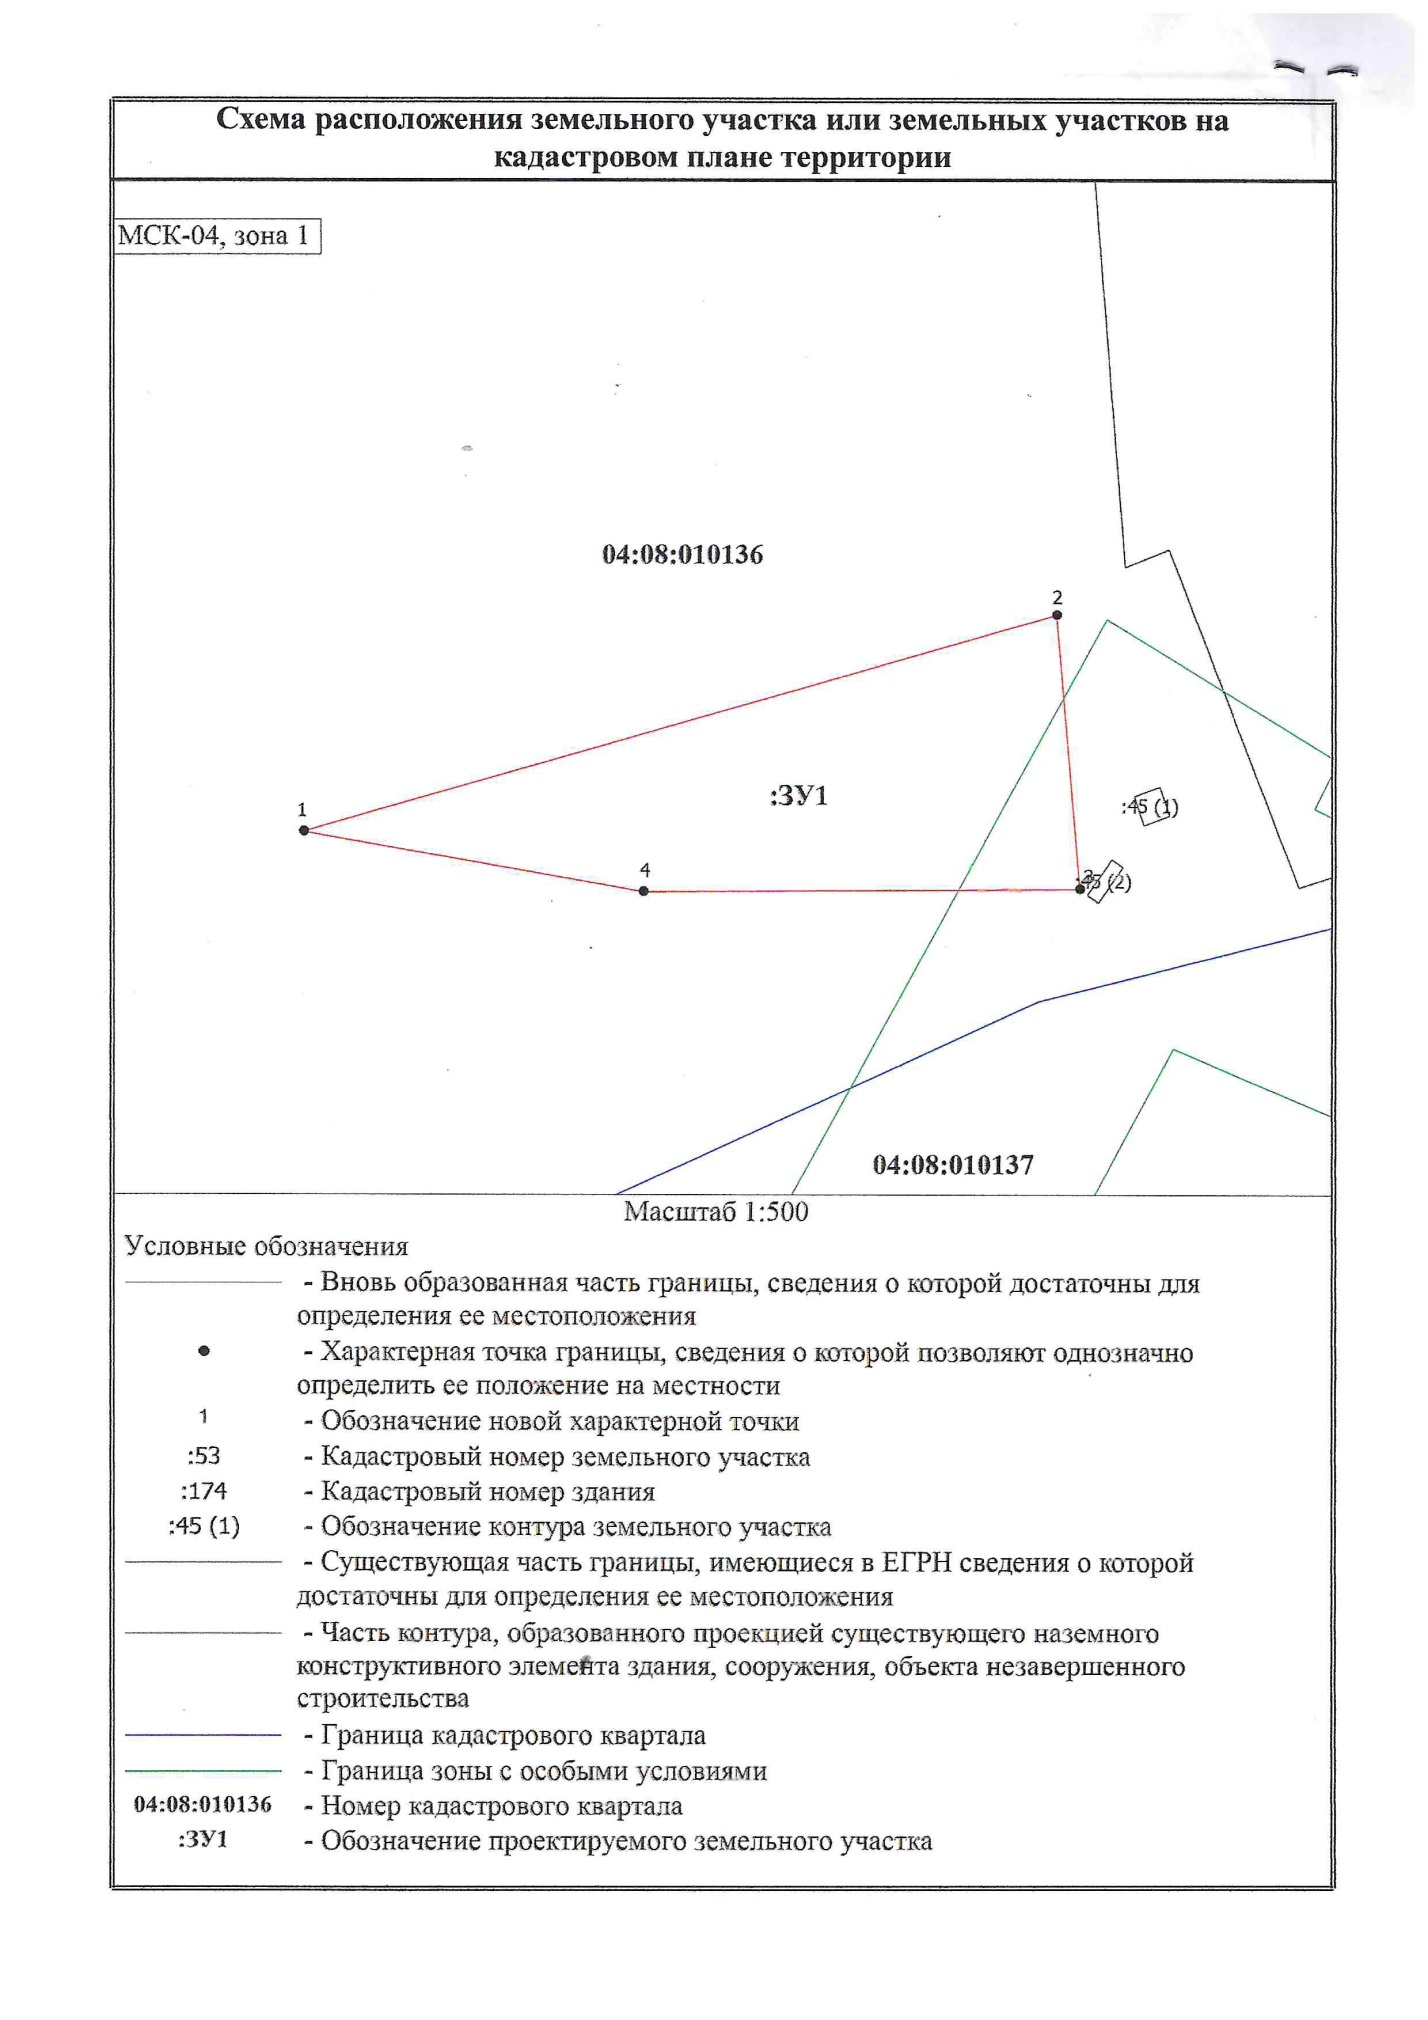 Схема расположения земельного участка или земельных участков на
кадастровом плане территории
МСК-04, зона 1
04:08:010136
2
1
:ЗУ1
:45 (1)
4
3
:45 (2)
04:08:010137
Масштаб 1:500
Условные обозначения
- Вновь образованная часть границы, сведения о которой достаточны для
определения ее местоположения
- Характерная точка границы, сведения о которой позволяют однозначно
определить ее положение на местности
1 - Обозначение новой характерной точки
:53 - Кадастровый номер земельного участка
:174 - Кадастровый номер здания
:45 (1) - Обозначение контура земельного участка
- Существующая часть границы, имеющиеся в ЕГРН сведения о которой
достаточны для определения ее местоположения
- Часть контура, образованного проекцией существующего наземного
конструктивного элемента здания, сооружения, объекта незавершенного
строительства
- Граница кадастрового квартала
- Граница зоны с особыми условиями
04:08:010136 - Номер кадастрового квартала
:ЗУ1 - Обозначение проектируемого земельного участка